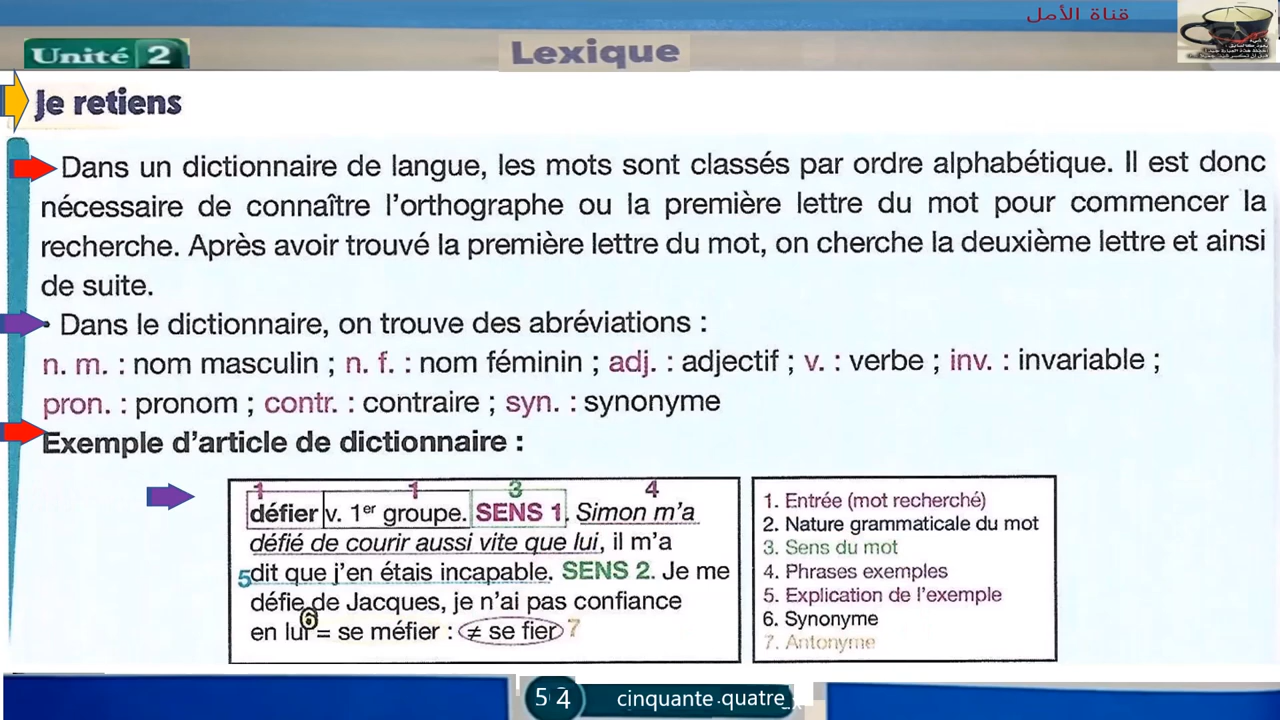 قناة الأمل
Unité 2
Lexique
Je retiens
Dans un dictionnaire de langue, les mots sont classés par ordre alphabétique. Il est donc
nécessaire de connaître l'orthographe ou la première lettre du mot pour commencer la
recherche. Après avoir trouvé la première lettre du mot, on cherche la deuxième lettre et ainsi
de suite.
• Dans le dictionnaire, on trouve des abréviations :
n. m. : nom masculin ; n. f. : nom féminin ; adj. : adjectif ; v. : verbe ; inv. : invariable ;
pron. : pronom ; contr. : contraire ; syn. : synonyme
Exemple d'article de dictionnaire :
1 1 3 4
défier v. 1er groupe. SENS 1. Simon m'a
défié de courir aussi vite que lui, il m'a
5 dit que j'en étais incapable. SENS 2. Je me
défie de Jacques, je n'ai pas confiance
6
en lui = se méfier : ≠ se fier 7
1. Entrée (mot recherché)
2. Nature grammaticale du mot
3. Sens du mot
4. Phrases exemples
5. Explication de l'exemple
6. Synonyme
7. Antonyme
54 cinquante quatre